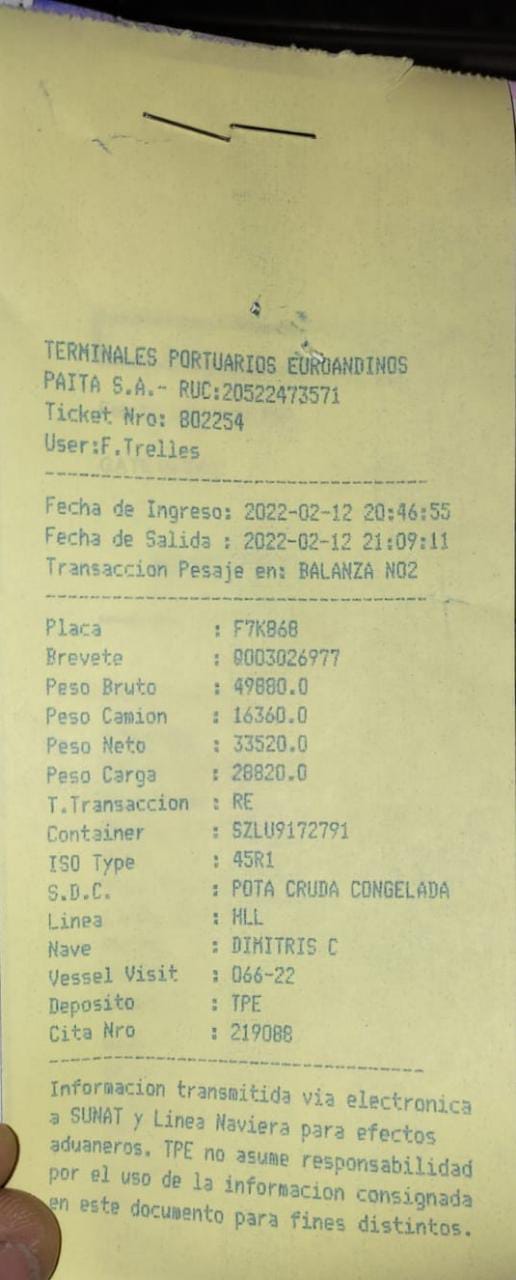 TERMINALES PORTUARIOS EUROANDINOS
PAITA S.A.- RUC:20522473571
Ticket Nro: 802254
User:F.Trelles
Fecha de Ingreso: 2022-02-12 20:46:55
Fecha de Salida : 2022-02-12 21:09:11
Transaccion Pesaje en: BALANZA NO2
Placa : F7K868
Brevete : Q003026977
Peso Bruto : 49880.0
Peso Camion : 16360.0
Peso Neto : 33520.0
Peso Carga : 28820.0
T.Transaccion : RE
Container : SZLU9172791
ISO Type : 45R1
S.D.C. : POTA CRUDA CONGELADA
Linea : HLL
Nave : DIMITRIS C
Vessel Visit : 066-22
Deposito : TPE
Cita Nro : 219088
Informacion transmitida via electronica
a SUNAT y Linea Naviera para efectos
aduaneros. TPE no asume responsabilidad
por el uso de la informacion consignada
en este documento para fines distintos.